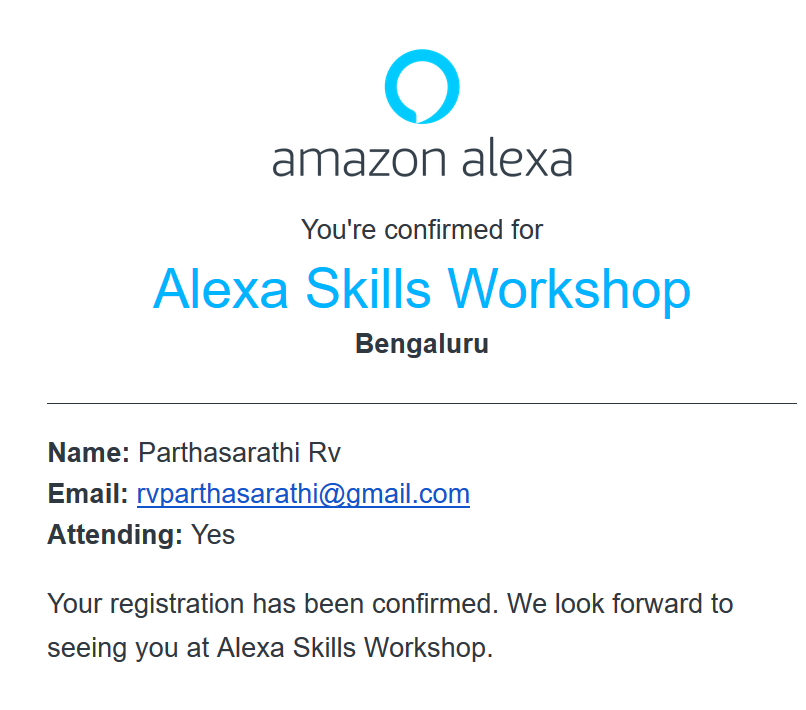 amazon alexa
You're confirmed for
Alexa Skills Workshop
Bengaluru
Name: Parthasarathi Rv
Email: rvparthasarathi@gmail.com
Attending: Yes
Your registration has been confirmed. We look forward to
seeing you at Alexa Skills Workshop.